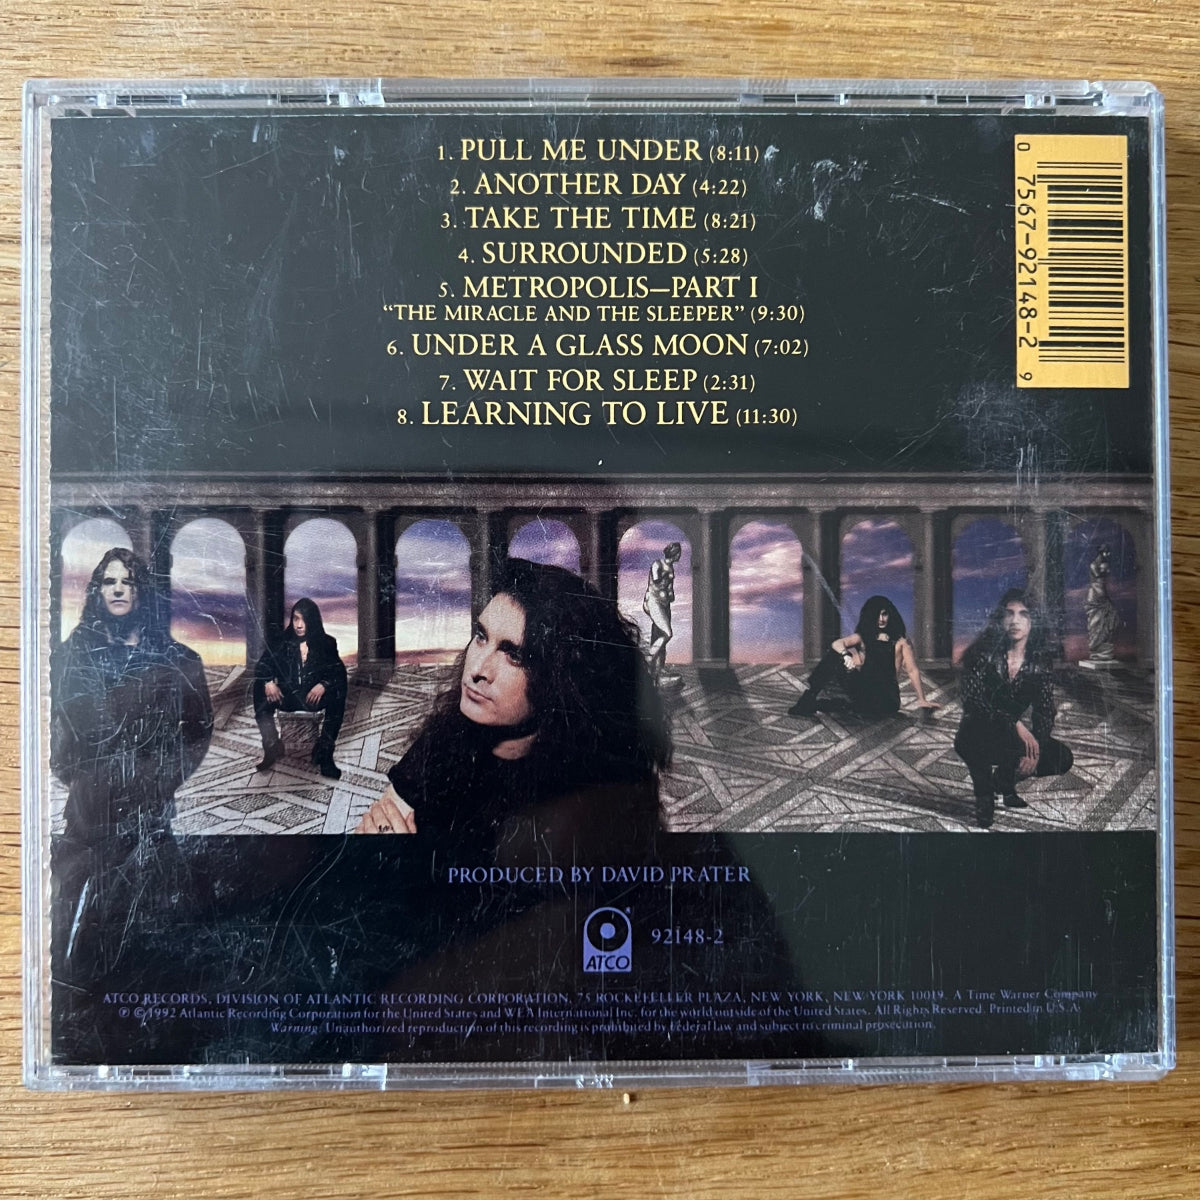 1. PULL ME UNDER (8:11)
2. ANOTHER DAY (4:22)
3. TAKE THE TIME (8:21)
4. SURROUNDED (5:28)
5. METROPOLIS—PART I
“THE MIRACLE AND THE SLEEPER” (9:30)
6. UNDER A GLASS MOON (7:02)
7. WAIT FOR SLEEP (2:31)
8. LEARNING TO LIVE (11:30)
0 7567-92148-2 9
PRODUCED BY DAVID PRATER
ATCO
®
92148-2
ATCO RECORDS, DIVISION OF ATLANTIC RECORDING CORPORATION, 75 ROCKEFELLER PLAZA, NEW YORK, NEW YORK 10019. A Time Warner Company
℗ © 1992 Atlantic Recording Corporation for the United States and WEA International Inc. for the world outside of the United States. All Rights Reserved. Printed in U.S.A.
Warning: Unauthorized reproduction of this recording is prohibited by Federal law and subject to criminal prosecution.